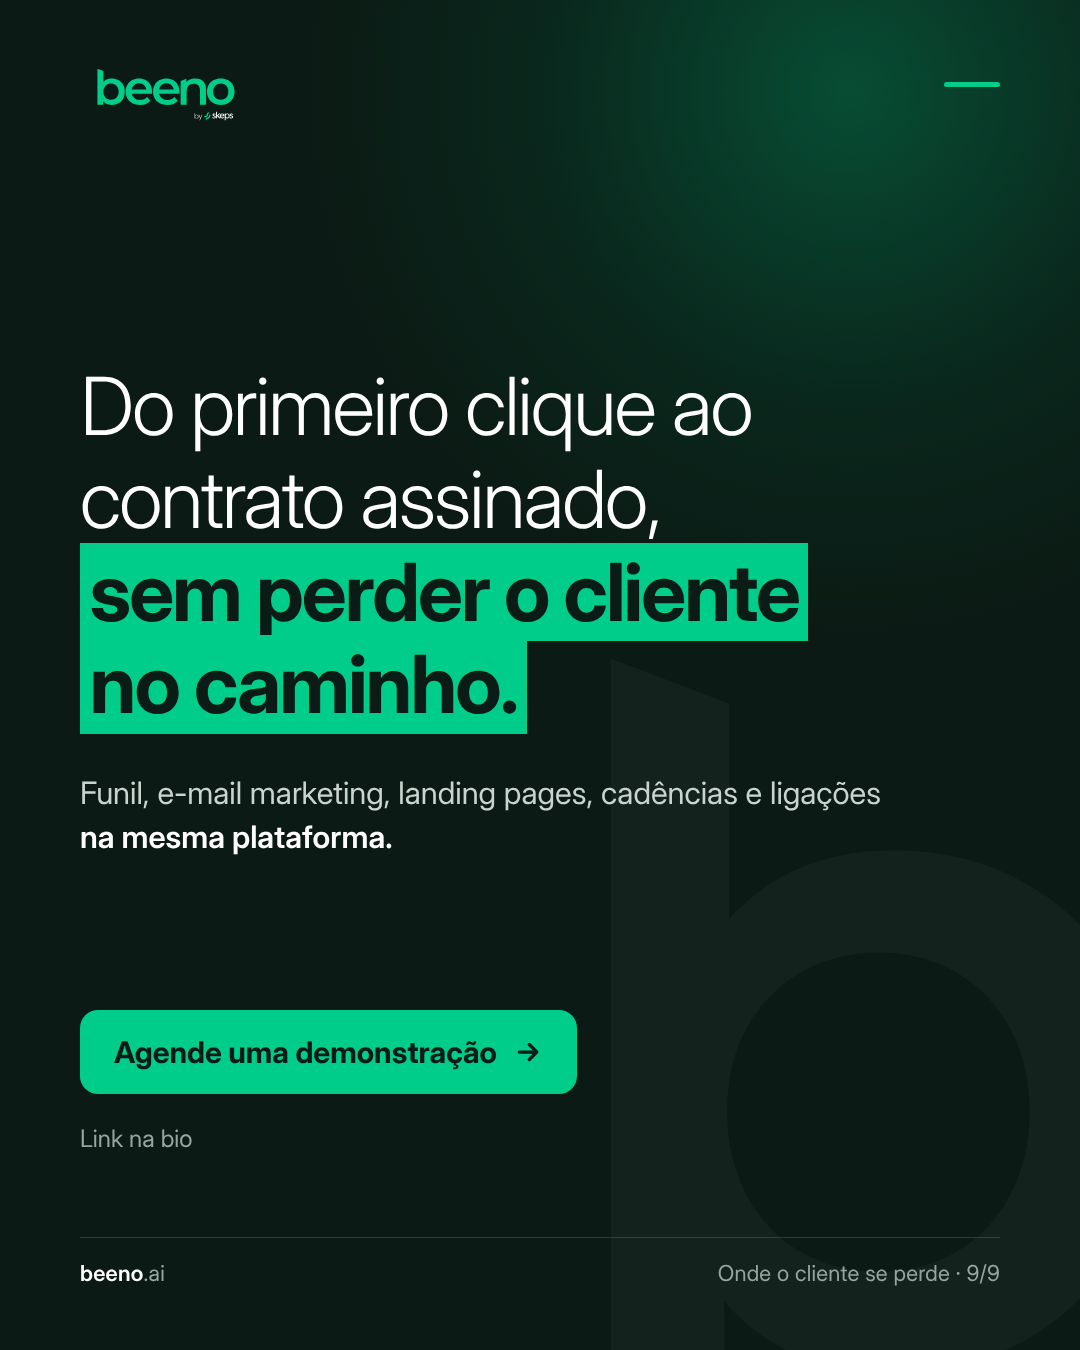 beeno
by skeps
Do primeiro clique ao
contrato assinado,
sem perder o cliente
no caminho.
Funil, e-mail marketing, landing pages, cadências e ligações
na mesma plataforma.
Agende uma demonstração →
Link na bio
beeno.ai
Onde o cliente se perde · 9/9